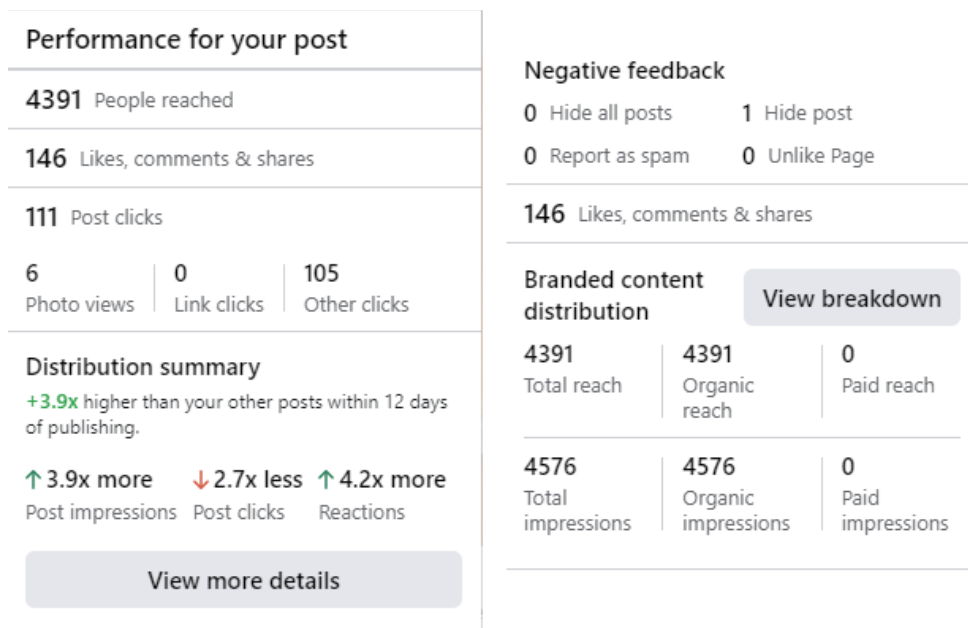 Performance for your post
4391 People reached
146 Likes, comments & shares
111 Post clicks
6 0 105
Photo views Link clicks Other clicks
Distribution summary
+3.9x higher than your other posts within 12 days
of publishing.
↑ 3.9x more ↓ 2.7x less ↑ 4.2x more
Post impressions Post clicks Reactions
View more details
Negative feedback
0 Hide all posts 1 Hide post
0 Report as spam 0 Unlike Page
146 Likes, comments & shares
Branded content
distribution
View breakdown
4391 4391 0
Total reach Organic Paid reach
reach
4576 4576 0
Total Organic Paid
impressions impressions impressions